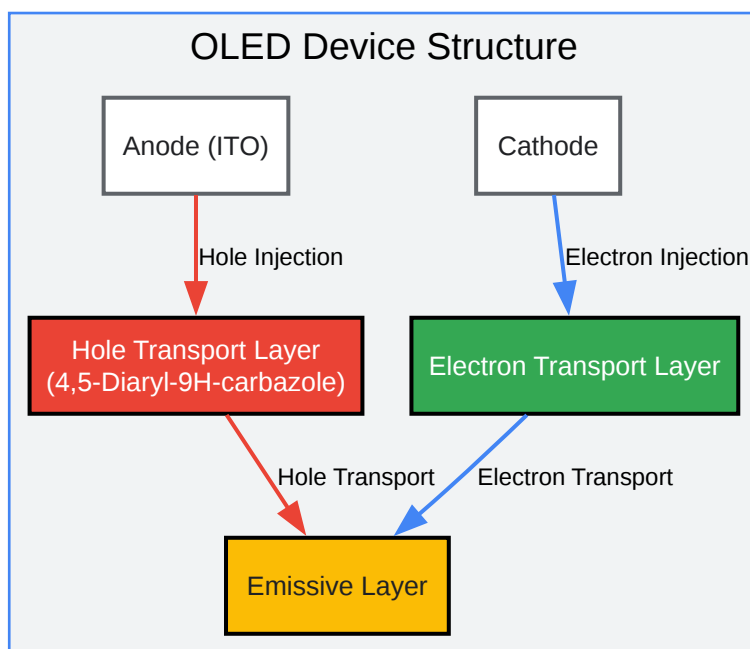 OLED Device Structure
Anode (ITO)
Cathode
Hole Injection
Electron Injection
Hole Transport Layer
(4,5-Diaryl-9H-carbazole)
Electron Transport Layer
Hole Transport
Electron Transport
Emissive Layer